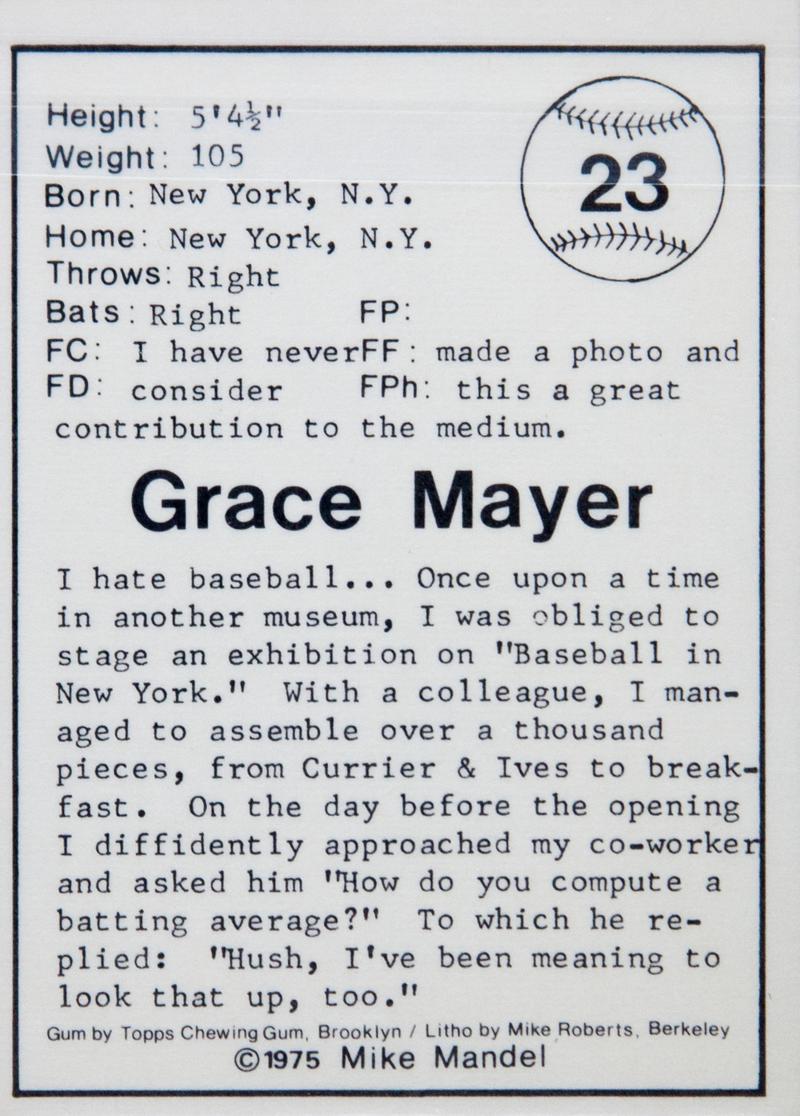 Height: 5'4½"
23
Weight: 105
Born: New York, N.Y.
Home: New York, N.Y.
Throws: Right
Bats: Right FP:
FC: I have never FF: made a photo and
FD: consider FPh: this a great
contribution to the medium.
Grace Mayer
I hate baseball... Once upon a time
in another museum, I was obliged to
stage an exhibition on "Baseball in
New York." With a colleague, I man-
aged to assemble over a thousand
pieces, from Currier & Ives to break-
fast. On the day before the opening
I diffidently approached my co-worker
and asked him "How do you compute a
batting average?" To which he re-
plied: "Hush, I've been meaning to
look that up, too."
Gum by Topps Chewing Gum, Brooklyn / Litho by Mike Roberts, Berkeley
©1975 Mike Mandel